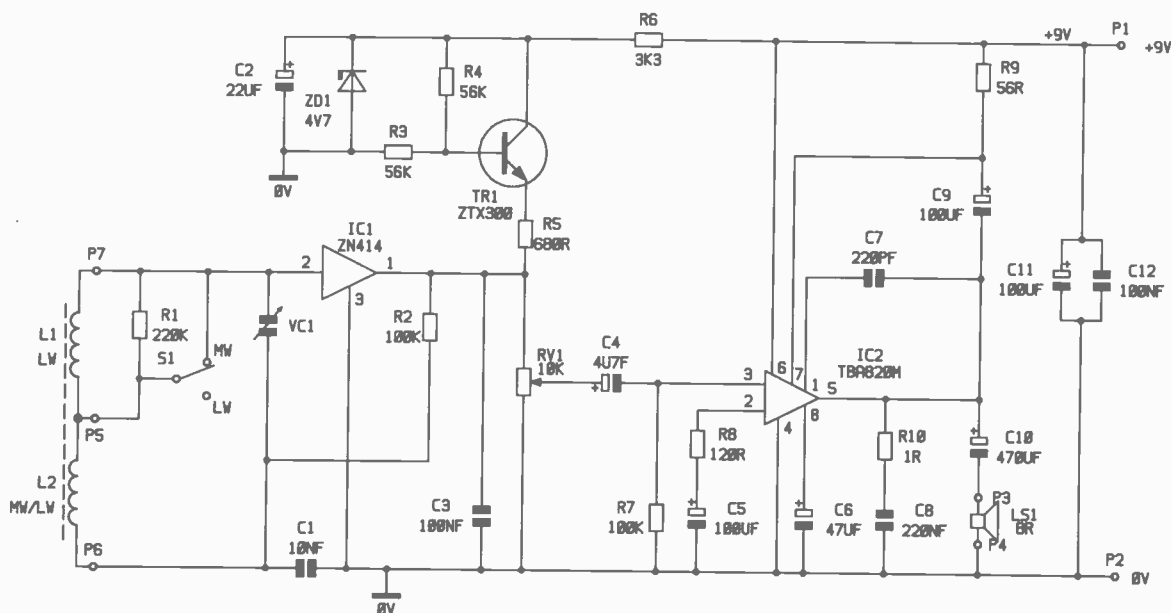 R6
3K3
+9V
P1
+9V
C2
22UF
+
ZD1
4V7
R4
56K
R9
56R
R3
56K
0V
TR1
ZTX300
R5
680R
C9
100UF
+
IC1
ZN414
2
1
3
C7
220PF
P7
R1
220K
S1
MW
LW
VC1
R2
100K
C11
100UF
+
C12
100NF
L1
LW
RV1
10K
C4
4U7F
+
IC2
TBA820M
3
6
7
1
5
2
4
8
P5
R8
120R
R10
1R
C10
470UF
+
L2
MW/LW
C3
100NF
R7
100K
C5
100UF
+
C6
47UF
+
C8
220NF
P3
LS1
8R
P4
P6
C1
10NF
0V
P2
0V